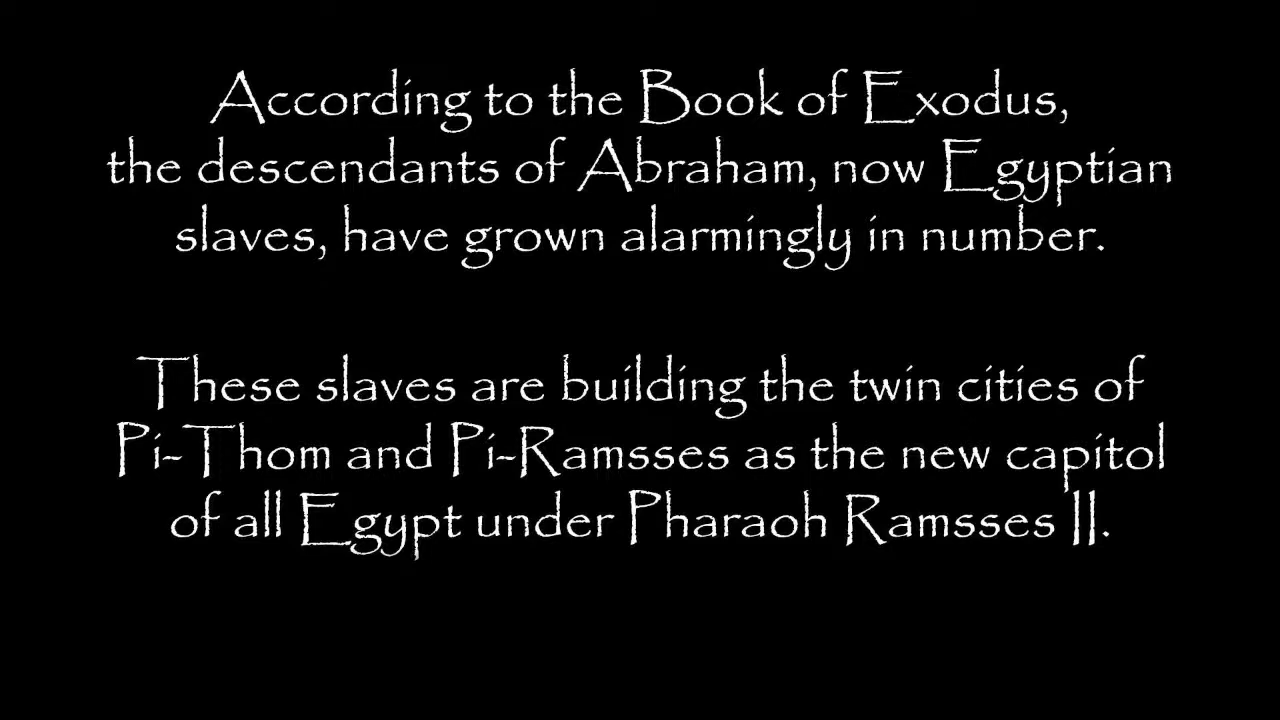 According to the Book of Exodus,
the descendants of Abraham, now Egyptian
slaves, have grown alarmingly in number.
These slaves are building the twin cities of
Pi-Thom and Pi-Ramsses as the new capitol
of all Egypt under Pharaoh Ramsses II.